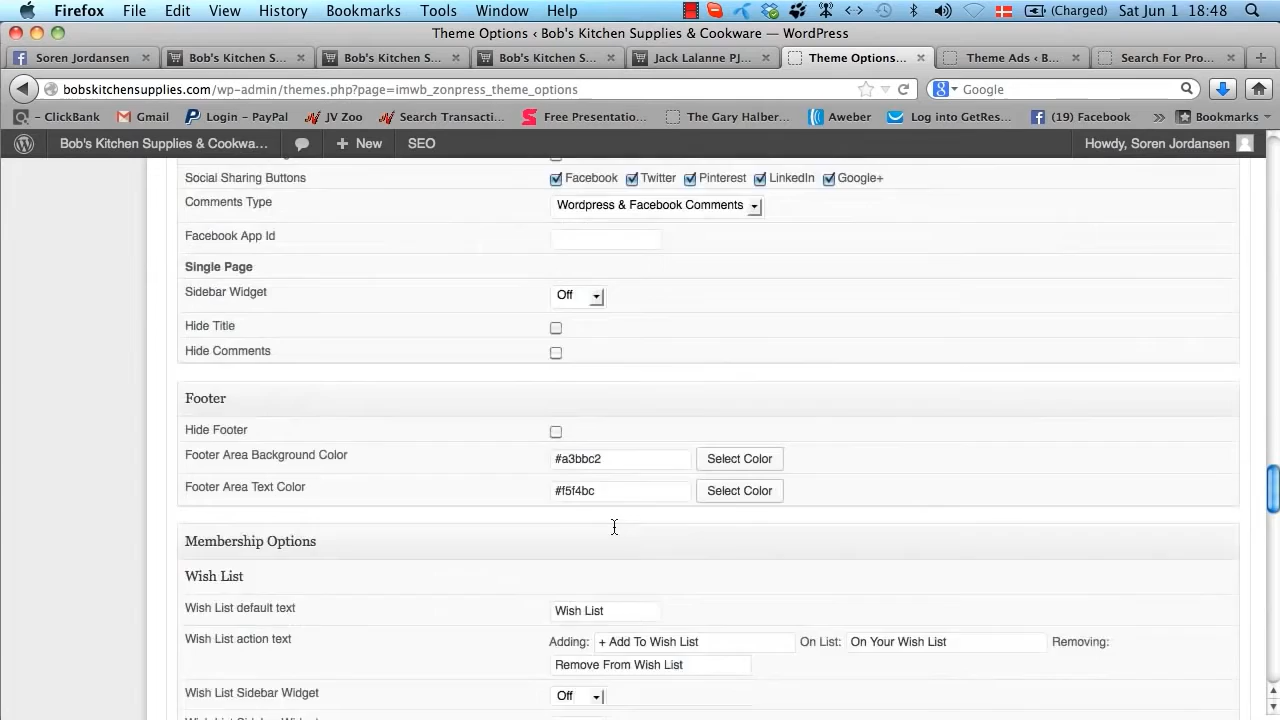 Firefox File Edit View History Bookmarks Tools Window Help (Charged) Sat Jun 1 18:48
Theme Options ‹ Bob's Kitchen Supplies & Cookware — WordPress
Soren Jordansen Bob's Kitchen S... Bob's Kitchen S... Bob's Kitchen S... Jack Lalanne PJ... Theme Options... Theme Ads ‹ B... Search For Pro...
bobskitchensupplies.com/wp-admin/themes.php?page=imwb_zonpress_theme_options Google
- ClickBank Gmail Login - PayPal JV Zoo Search Transacti... Free Presentatio... The Gary Halber... Aweber Log into GetRes... (19) Facebook » Bookmarks
Bob's Kitchen Supplies & Cookwa... + New SEO Howdy, Soren Jordansen
Social Sharing Buttons Facebook Twitter Pinterest LinkedIn Google+
Comments Type Wordpress & Facebook Comments
Facebook App Id
Single Page
Sidebar Widget Off
Hide Title
Hide Comments
Footer
Hide Footer
Footer Area Background Color #a3bbc2 Select Color
Footer Area Text Color #f5f4bc Select Color
Membership Options
Wish List
Wish List default text Wish List
Wish List action text Adding: + Add To Wish List On List: On Your Wish List Removing:
Remove From Wish List
Wish List Sidebar Widget Off